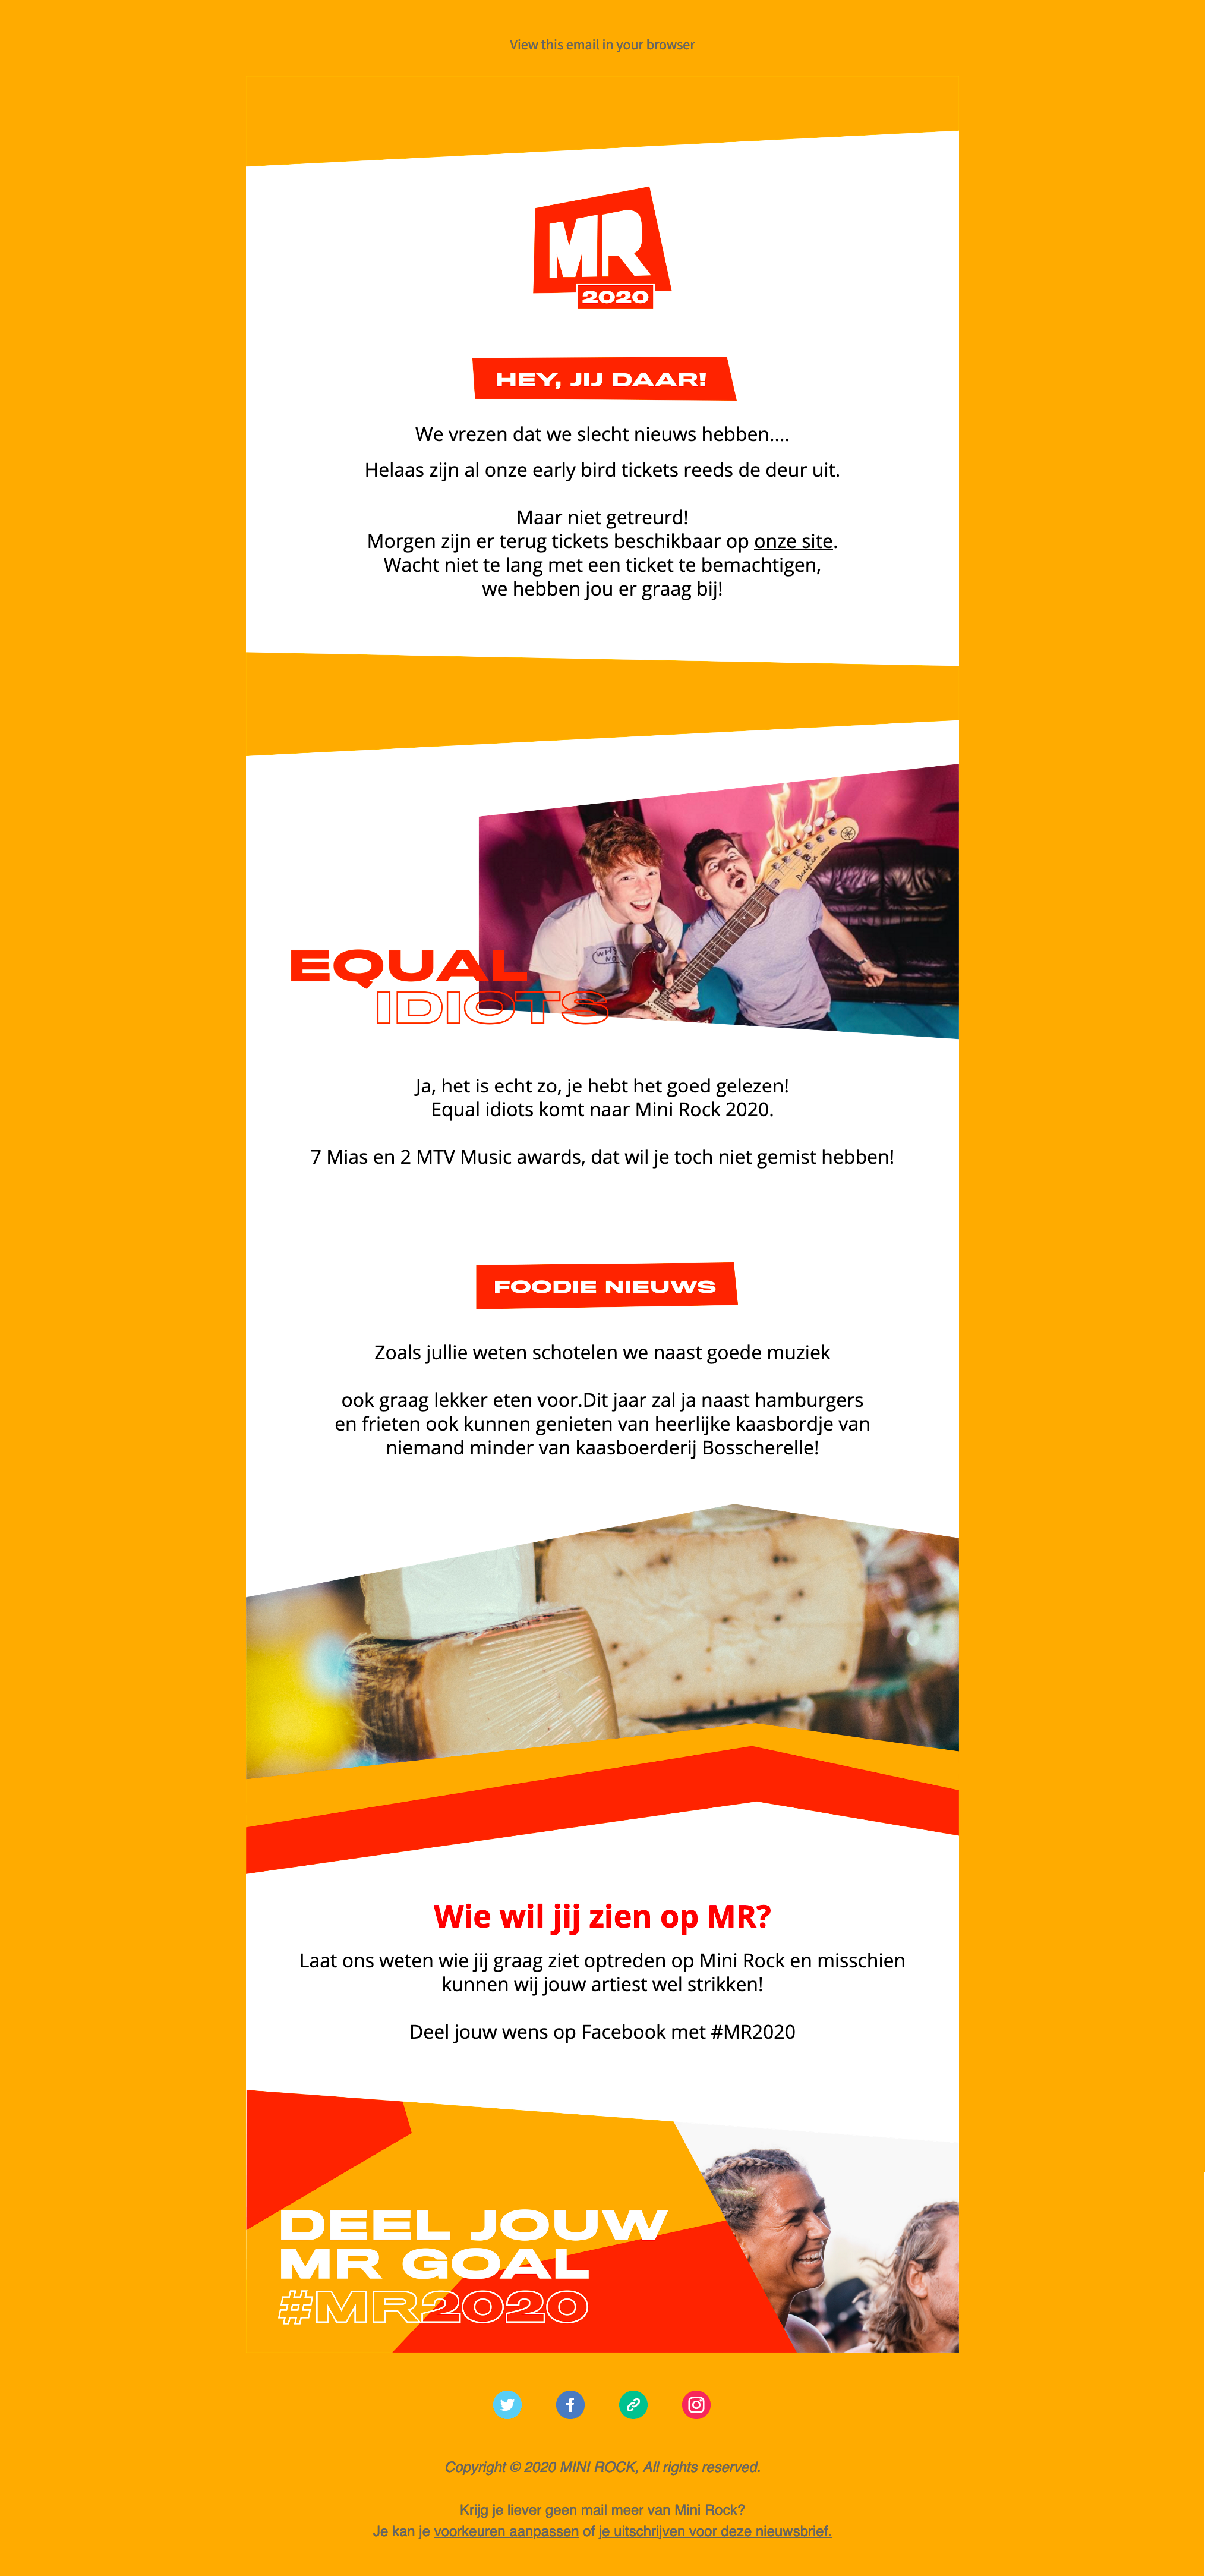 View this email in your browser
MR
2020
HEY, JIJ DAAR!
We vrezen dat we slecht nieuws hebben....
Helaas zijn al onze early bird tickets reeds de deur uit.
Maar niet getreurd!
Morgen zijn er terug tickets beschikbaar op onze site.
Wacht niet te lang met een ticket te bemachtigen,
we hebben jou er graag bij!
WHY
NO
Pacifica
EQUAL
IDIOTS
Ja, het is echt zo, je hebt het goed gelezen!
Equal idiots komt naar Mini Rock 2020.
7 Mias en 2 MTV Music awards, dat wil je toch niet gemist hebben!
FOODIE NIEUWS
Zoals jullie weten schotelen we naast goede muziek
ook graag lekker eten voor.Dit jaar zal ja naast hamburgers
en frieten ook kunnen genieten van heerlijke kaasbordje van
niemand minder van kaasboerderij Bosscherelle!
Wie wil jij zien op MR?
Laat ons weten wie jij graag ziet optreden op Mini Rock en misschien
kunnen wij jouw artiest wel strikken!
Deel jouw wens op Facebook met #MR2020
DEEL JOUW
MR GOAL
#MR2020
Copyright © 2020 MINI ROCK, All rights reserved.
Krijg je liever geen mail meer van Mini Rock?
Je kan je voorkeuren aanpassen of je uitschrijven voor deze nieuwsbrief.